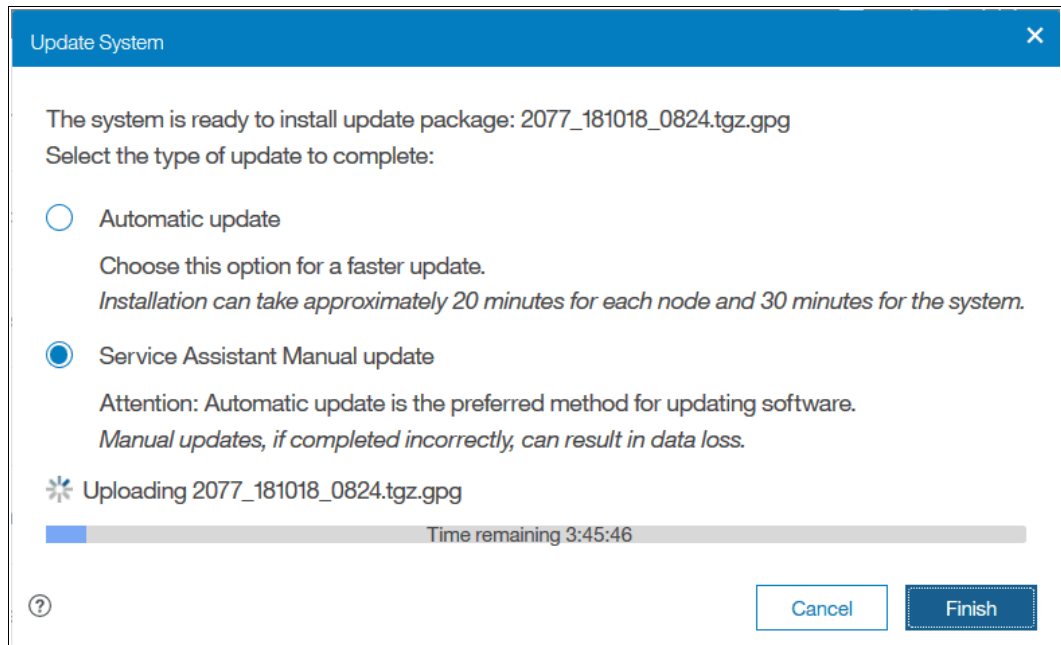 Update System
The system is ready to install update package: 2077_181018_0824.tgz.gpg
Select the type of update to complete:
Automatic update
Choose this option for a faster update.
Installation can take approximately 20 minutes for each node and 30 minutes for the system.
Service Assistant Manual update
Attention: Automatic update is the preferred method for updating software.
Manual updates, if completed incorrectly, can result in data loss.
Uploading 2077_181018_0824.tgz.gpg
Time remaining 3:45:46
?
Cancel
Finish